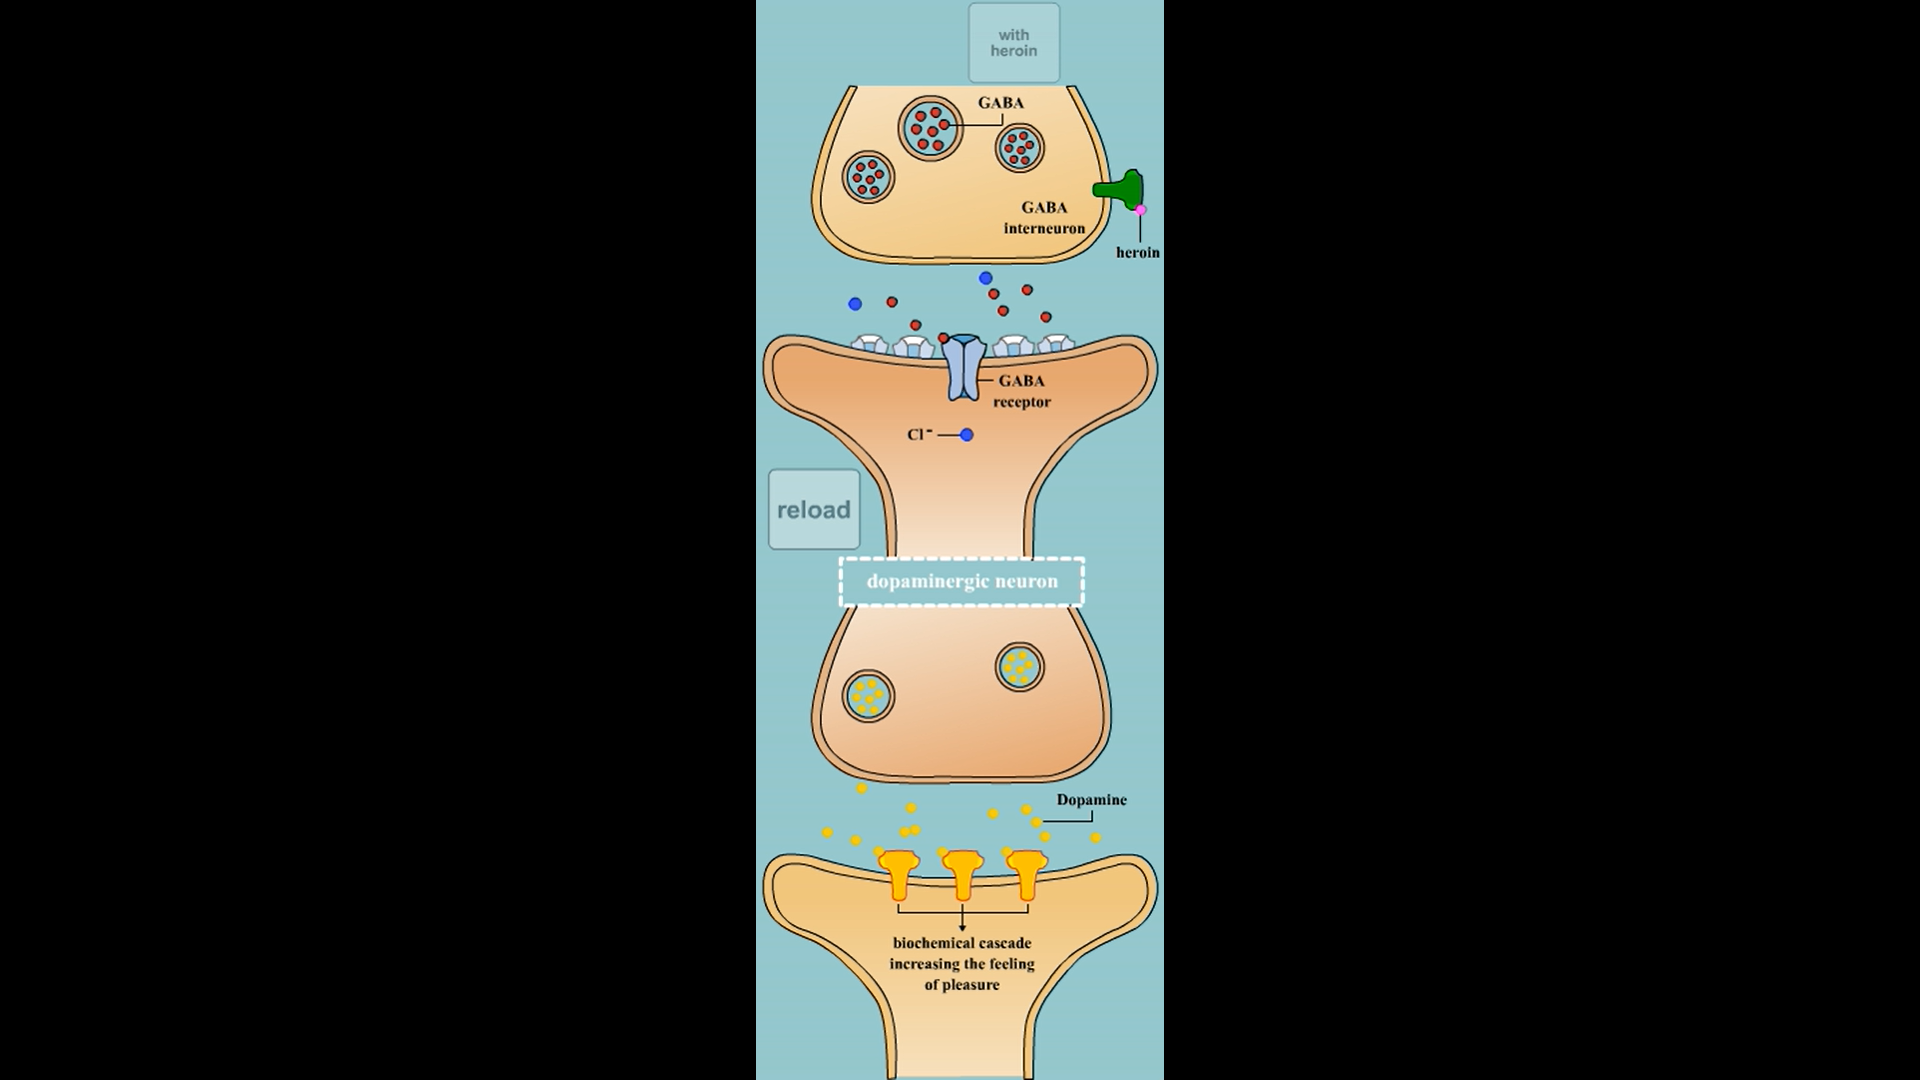 with
heroin
GABA
GABA
interneuron
heroin
GABA
receptor
Cl⁻
reload
dopaminergic neuron
Dopamine
biochemical cascade
increasing the feeling
of pleasure